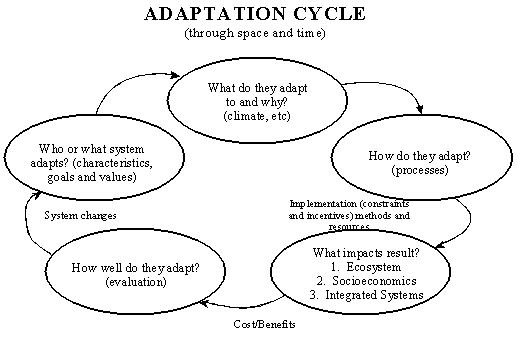 ADAPTATION CYCLE
(through space and time)
What do they adapt
to and why?
(climate, etc)
Who or what system
adapts? (characteristics,
goals and values)
How do they adapt?
(processes)
Implementation (constraints
and incentives) methods and
resources
System changes
What impacts result?
1. Ecosystem
2. Socioeconomics
3. Integrated Systems
How well do they adapt?
(evaluation)
Cost/Benefits